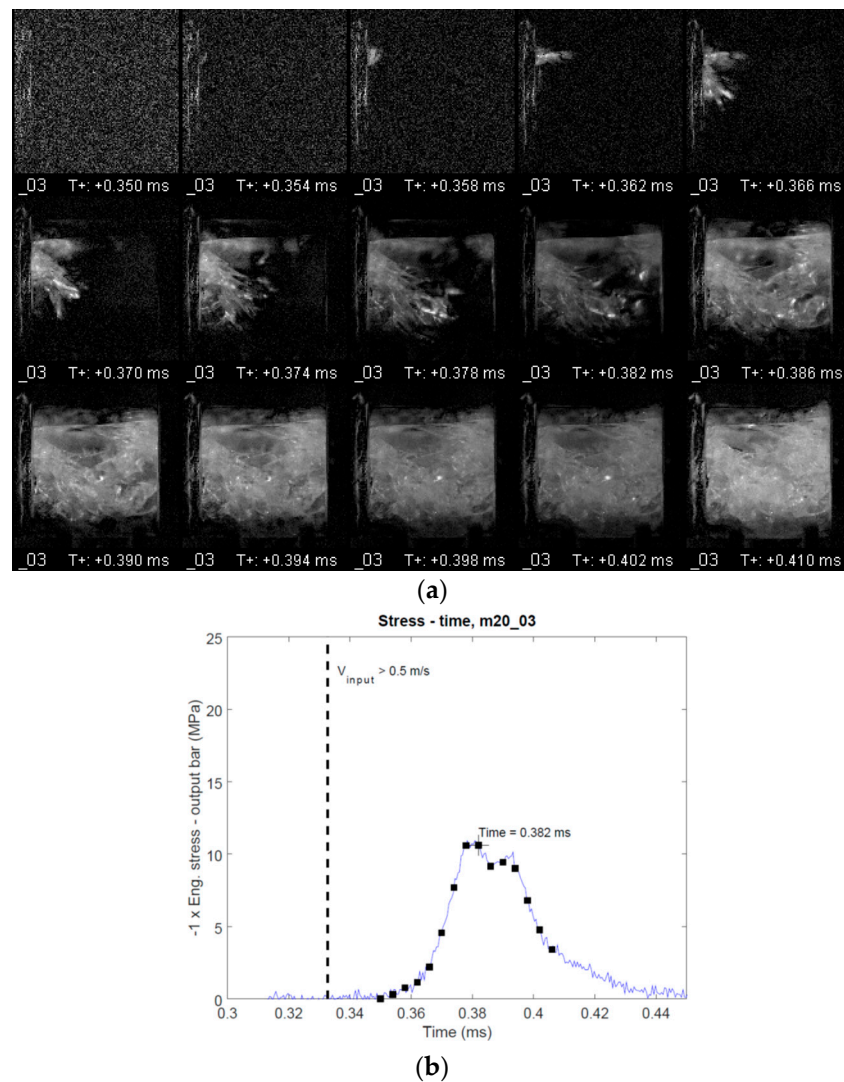 _03 T+: +0.350 ms _03 T+: +0.354 ms _03 T+: +0.358 ms _03 T+: +0.362 ms _03 T+: +0.366 ms
_03 T+: +0.370 ms _03 T+: +0.374 ms _03 T+: +0.378 ms _03 T+: +0.382 ms _03 T+: +0.386 ms
_03 T+: +0.390 ms _03 T+: +0.394 ms _03 T+: +0.398 ms _03 T+: +0.402 ms _03 T+: +0.410 ms
(a)
Stress - time, m20_03
25
V_input > 0.5 m/s
20
15
Time = 0.382 ms
10
5
0
-1 x Eng. stress - output bar (MPa)
0.3 0.32 0.34 0.36 0.38 0.4 0.42 0.44
Time (ms)
(b)